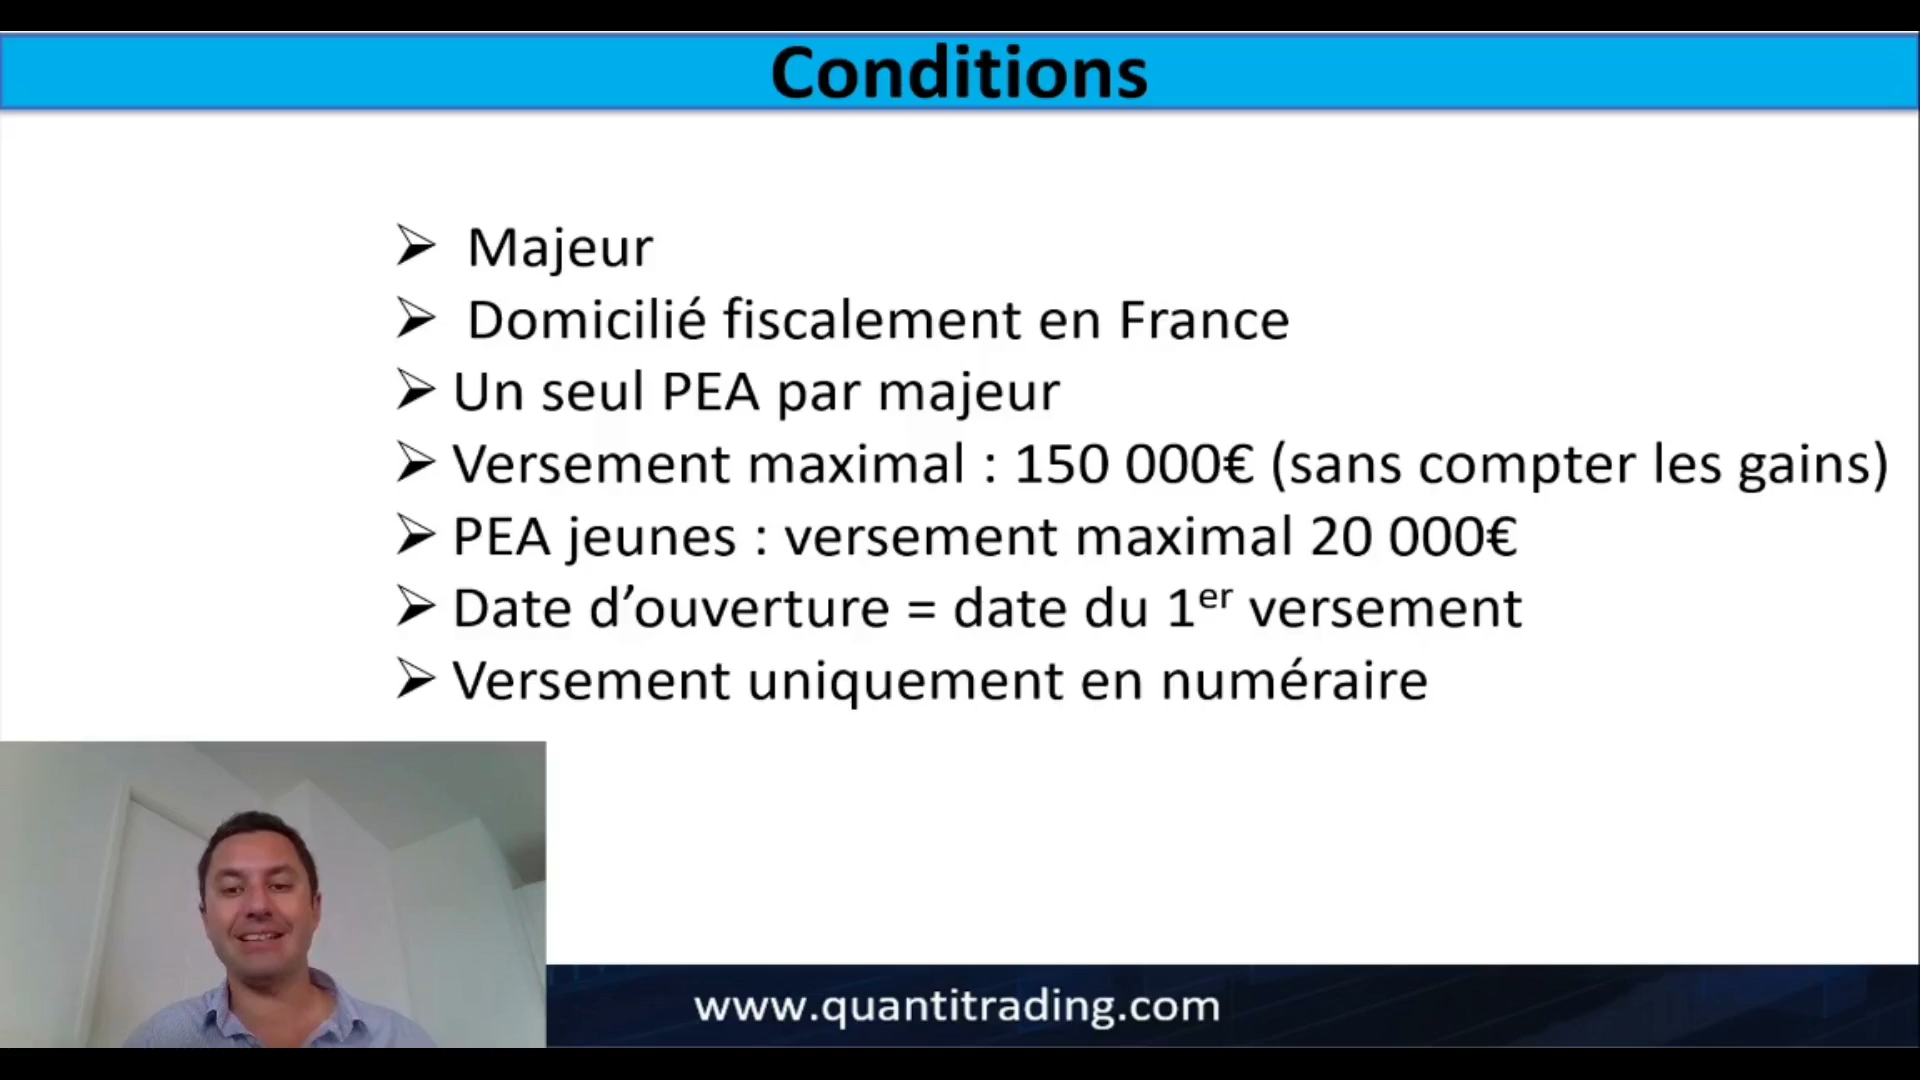 Conditions
➢ Majeur
➢ Domicilié fiscalement en France
➢ Un seul PEA par majeur
➢ Versement maximal : 150 000€ (sans compter les gains)
➢ PEA jeunes : versement maximal 20 000€
➢ Date d’ouverture = date du 1er versement
➢ Versement uniquement en numéraire
www.quantitrading.com